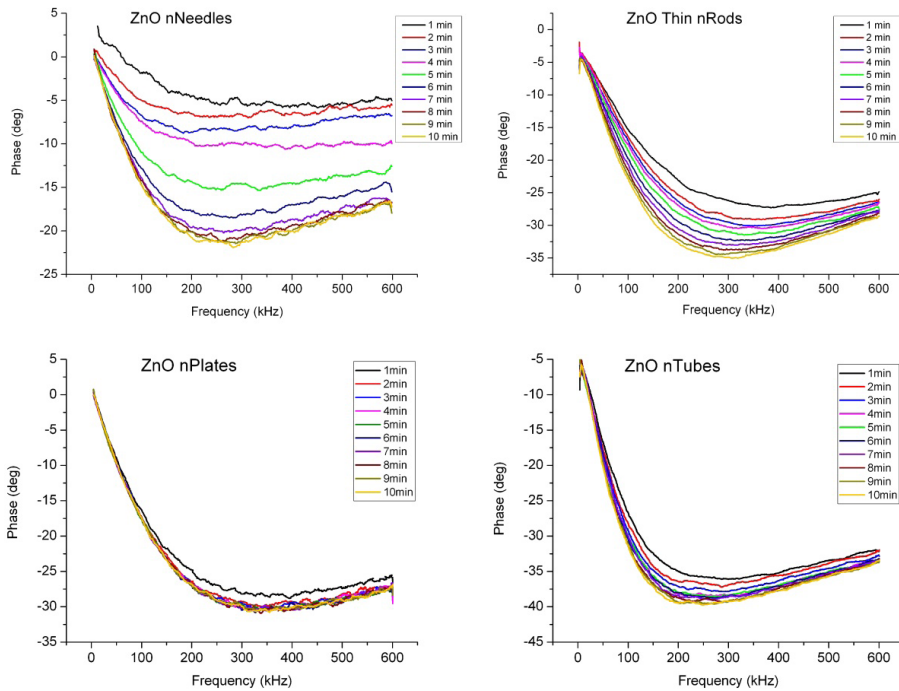 ZnO nNeedles
1 min
2 min
3 min
4 min
5 min
6 min
7 min
8 min
9 min
10 min
0
-5
-10
-15
-20
-25
Phase (deg)
0 100 200 300 400 500 600
Frequency (kHz)
ZnO Thin nRods
1 min
2 min
3 min
4 min
5 min
6 min
7 min
8 min
9 min
10 min
0
-5
-10
-15
-20
-25
-30
-35
Phase (deg)
0 100 200 300 400 500 600
Frequency (kHz)
ZnO nPlates
1min
2min
3min
4min
5min
6min
7min
8min
9min
10min
5
0
-5
-10
-15
-20
-25
-30
-35
Phase (deg)
0 100 200 300 400 500 600
Frequency (kHz)
ZnO nTubes
1min
2min
3min
4min
5min
6min
7min
8min
9min
10min
-5
-10
-15
-20
-25
-30
-35
-40
-45
Phase (deg)
0 100 200 300 400 500 600
Frequency (kHz)